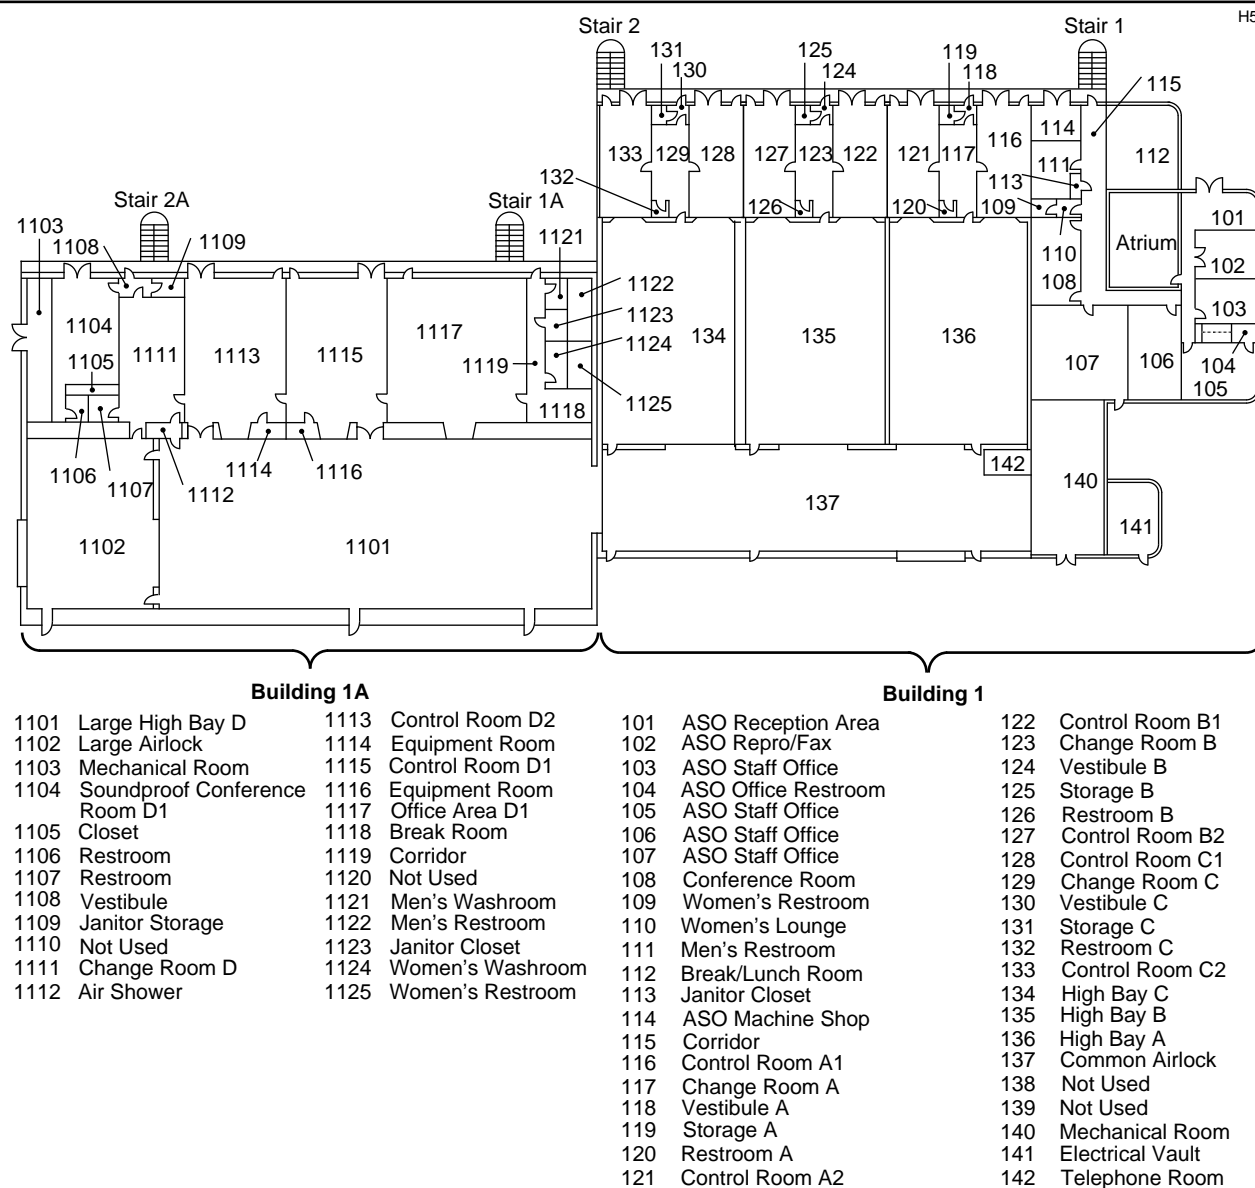 H5
Stair 2
Stair 1
131
125
119
130
124
118
115
133
129
128
127
123
122
121
117
116
114
112
111
132
113
126
120
109
101
110
Atrium
102
108
103
104
105
134
135
136
107
106
142
137
140
141
Stair 2A
Stair 1A
1103
1108
1109
1121
1122
1104
1117
1123
1105
1111
1113
1115
1119
1124
1118
1125
1106
1107
1112
1114
1116
1102
1101
Building 1A
1101 Large High Bay D
1102 Large Airlock
1103 Mechanical Room
1104 Soundproof Conference
Room D1
1105 Closet
1106 Restroom
1107 Restroom
1108 Vestibule
1109 Janitor Storage
1110 Not Used
1111 Change Room D
1112 Air Shower
1113 Control Room D2
1114 Equipment Room
1115 Control Room D1
1116 Equipment Room
1117 Office Area D1
1118 Break Room
1119 Corridor
1120 Not Used
1121 Men's Washroom
1122 Men's Restroom
1123 Janitor Closet
1124 Women's Washroom
1125 Women's Restroom
Building 1
101 ASO Reception Area
102 ASO Repro/Fax
103 ASO Staff Office
104 ASO Office Restroom
105 ASO Staff Office
106 ASO Staff Office
107 ASO Staff Office
108 Conference Room
109 Women's Restroom
110 Women's Lounge
111 Men's Restroom
112 Break/Lunch Room
113 Janitor Closet
114 ASO Machine Shop
115 Corridor
116 Control Room A1
117 Change Room A
118 Vestibule A
119 Storage A
120 Restroom A
121 Control Room A2
122 Control Room B1
123 Change Room B
124 Vestibule B
125 Storage B
126 Restroom B
127 Control Room B2
128 Control Room C1
129 Change Room C
130 Vestibule C
131 Storage C
132 Restroom C
133 Control Room C2
134 High Bay C
135 High Bay B
136 High Bay A
137 Common Airlock
138 Not Used
139 Not Used
140 Mechanical Room
141 Electrical Vault
142 Telephone Room